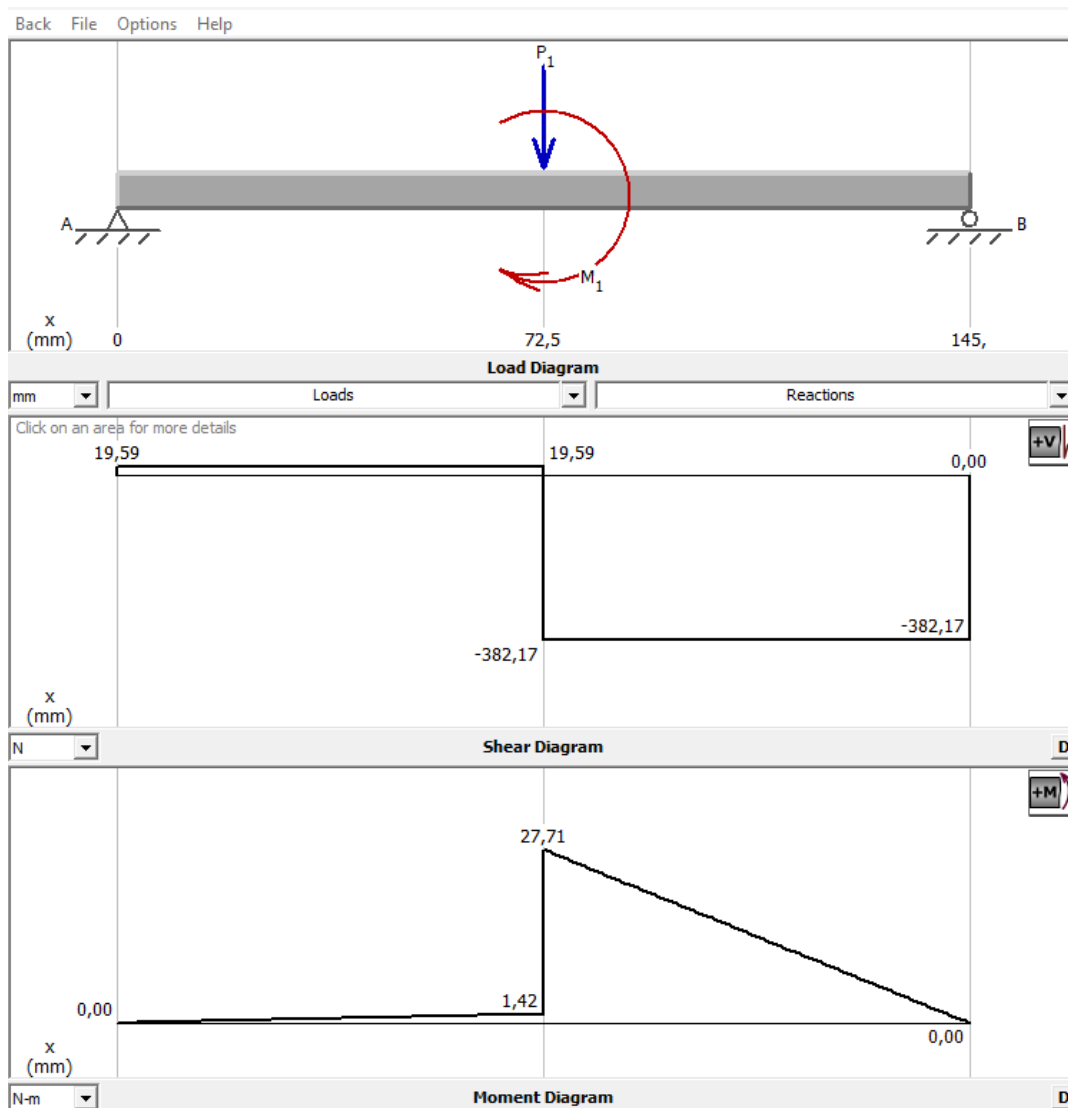 Back File Options Help
P1
A
B
M1
x
(mm) 0 72,5 145,
Load Diagram
mm Loads Reactions
Click on an area for more details
19,59 19,59 0,00
+V
-382,17
-382,17
x
(mm)
N Shear Diagram D
+M
27,71
0,00 1,42
0,00
x
(mm)
N-m Moment Diagram D